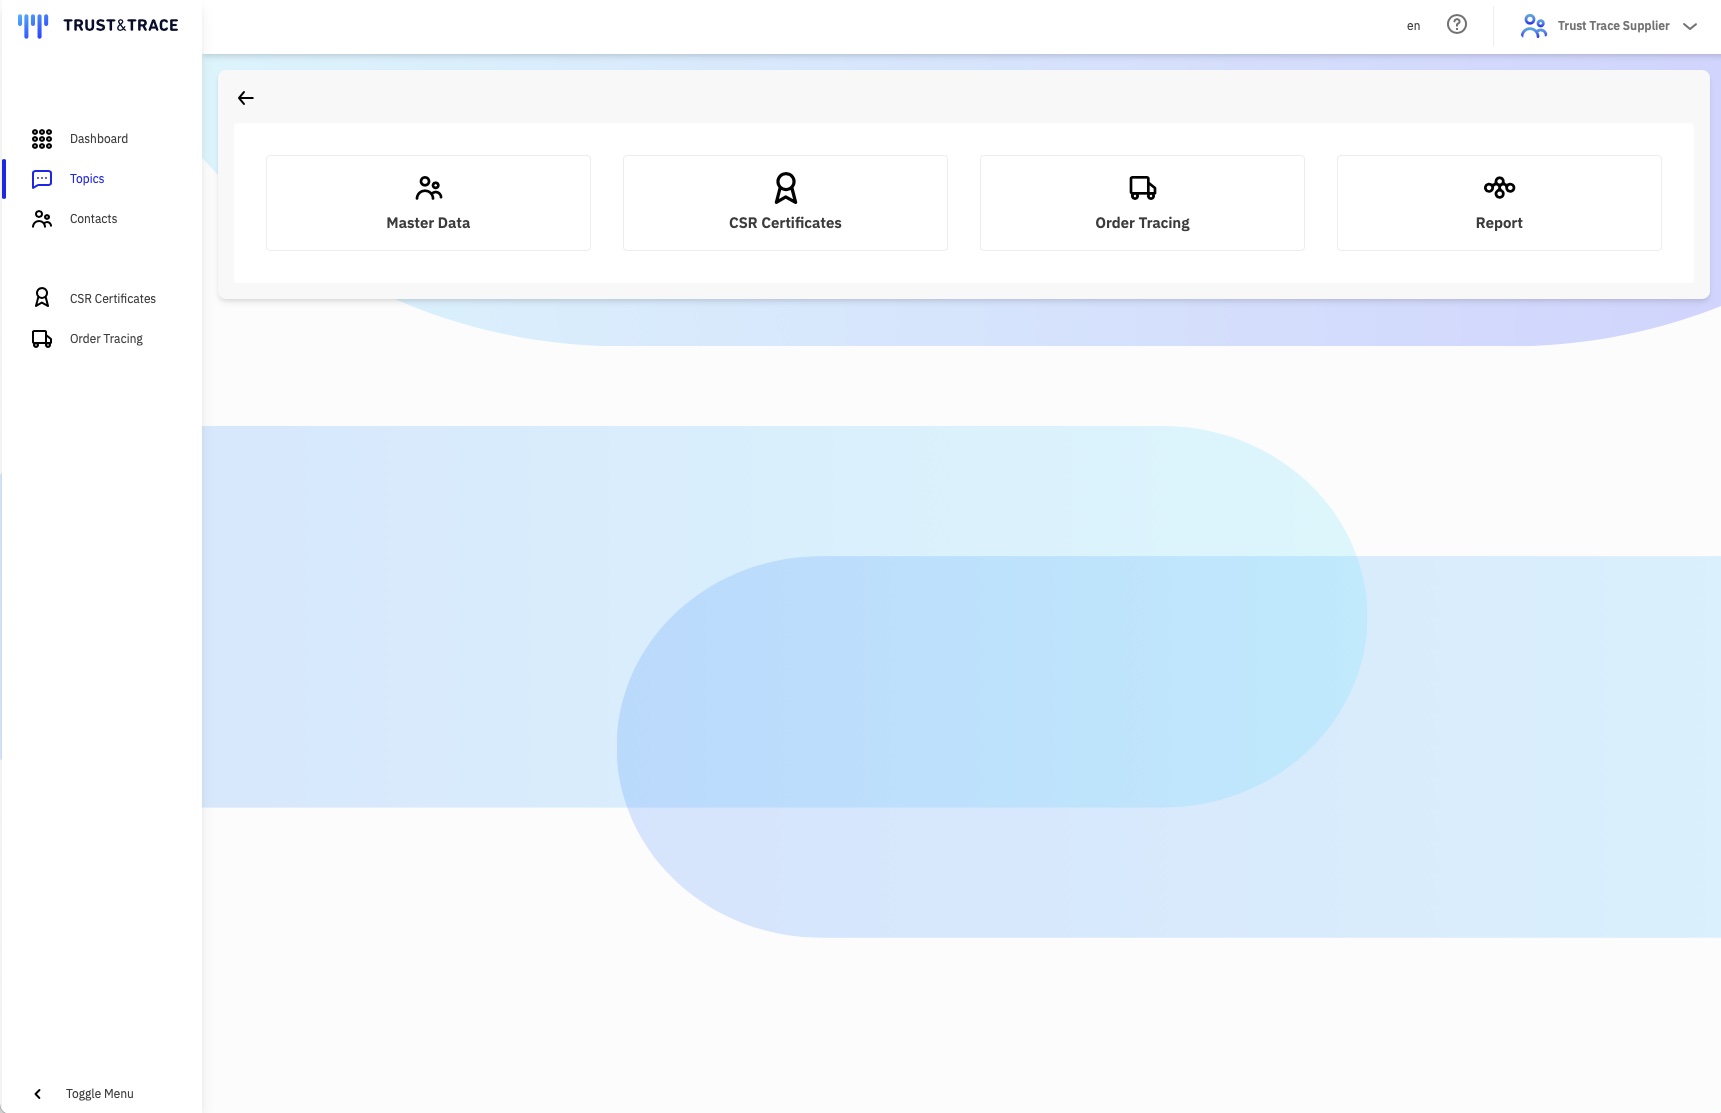 TRUST&TRACE
en
Trust Trace Supplier
Dashboard
Topics
Contacts
CSR Certificates
Order Tracing
Master Data
CSR Certificates
Order Tracing
Report
Toggle Menu